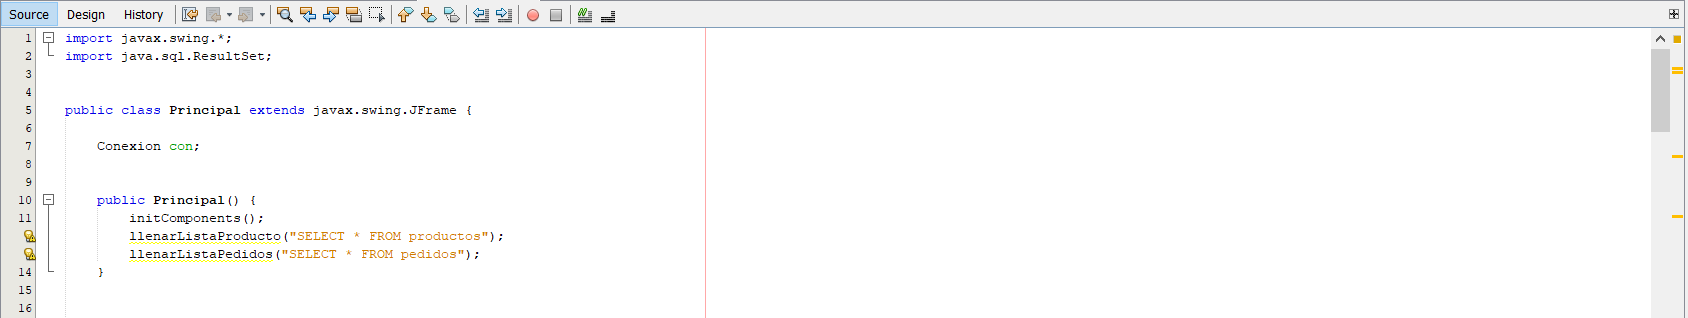 Source Design History
1 import javax.swing.*;
2 import java.sql.ResultSet;
3
4
5 public class Principal extends javax.swing.JFrame {
6
7 Conexion con;
8
9
10 public Principal() {
11 initComponents();
llenarListaProducto("SELECT * FROM productos");
llenarListaPedidos("SELECT * FROM pedidos");
14 }
15
16